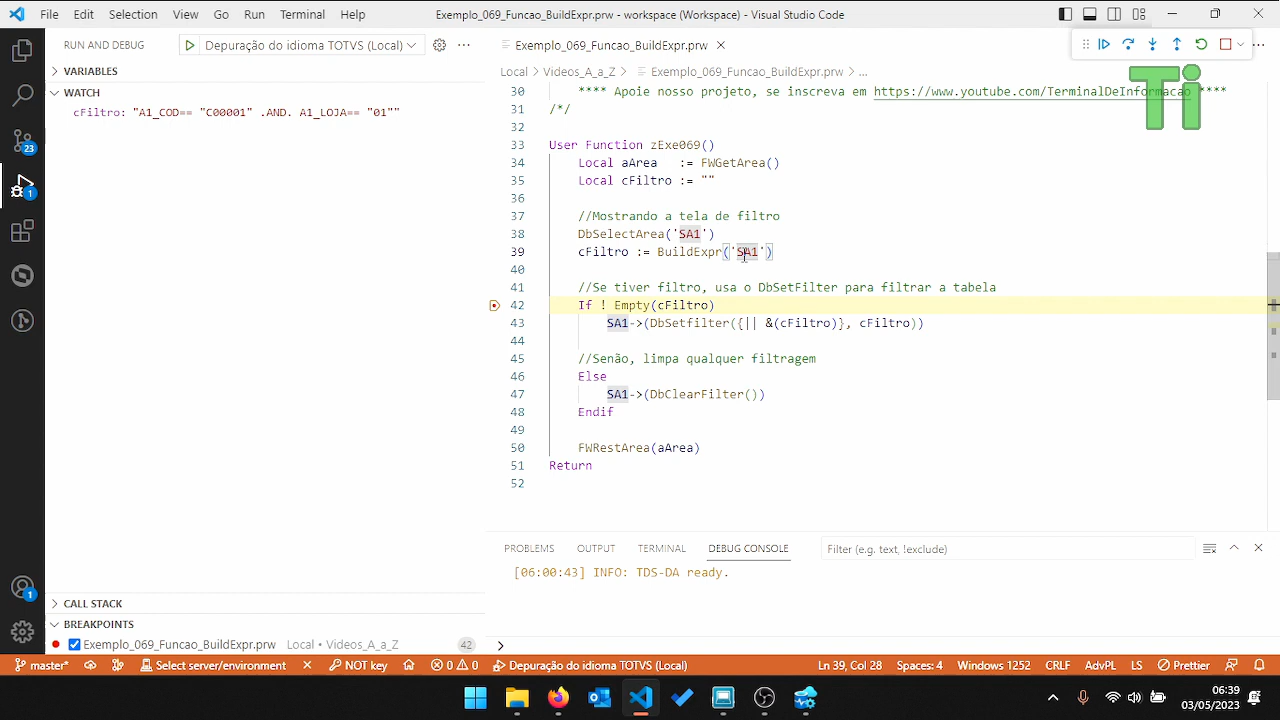 File Edit Selection View Go Run Terminal Help
Exemplo_069_Funcao_BuildExpr.prw - workspace (Workspace) - Visual Studio Code
RUN AND DEBUG
Depuração do idioma TOTVS (Local)
Exemplo_069_Funcao_BuildExpr.prw
VARIABLES
Local > Videos_A_a_Z > Exemplo_069_Funcao_BuildExpr.prw > ...
WATCH
cFiltro: "A1_COD== "C00001" .AND. A1_LOJA== "01""
Ti
30 **** Apoie nosso projeto, se inscreva em https://www.youtube.com/TerminalDeInformacao ****
31 /*/
32
33 User Function zExe069()
34 Local aArea := FWGetArea()
35 Local cFiltro := ""
36
37 //Mostrando a tela de filtro
38 DbSelectArea('SA1')
39 cFiltro := BuildExpr('SA1')
40
41 //Se tiver filtro, usa o DbSetFilter para filtrar a tabela
42 If ! Empty(cFiltro)
43 SA1->(DbSetfilter({|| &(cFiltro)}, cFiltro))
44
45 //Senão, limpa qualquer filtragem
46 Else
47 SA1->(DbClearFilter())
48 Endif
49
50 FWRestArea(aArea)
51 Return
52
23
1
1
PROBLEMS OUTPUT TERMINAL DEBUG CONSOLE
Filter (e.g. text, !exclude)
[06:00:43] INFO: TDS-DA ready.
CALL STACK
BREAKPOINTS
Exemplo_069_Funcao_BuildExpr.prw Local • Videos_A_a_Z 42
master* Select server/environment NOT key 0 0 Depuração do idioma TOTVS (Local) Ln 39, Col 28 Spaces: 4 Windows 1252 CRLF AdvPL LS Prettier
06:39
03/05/2023